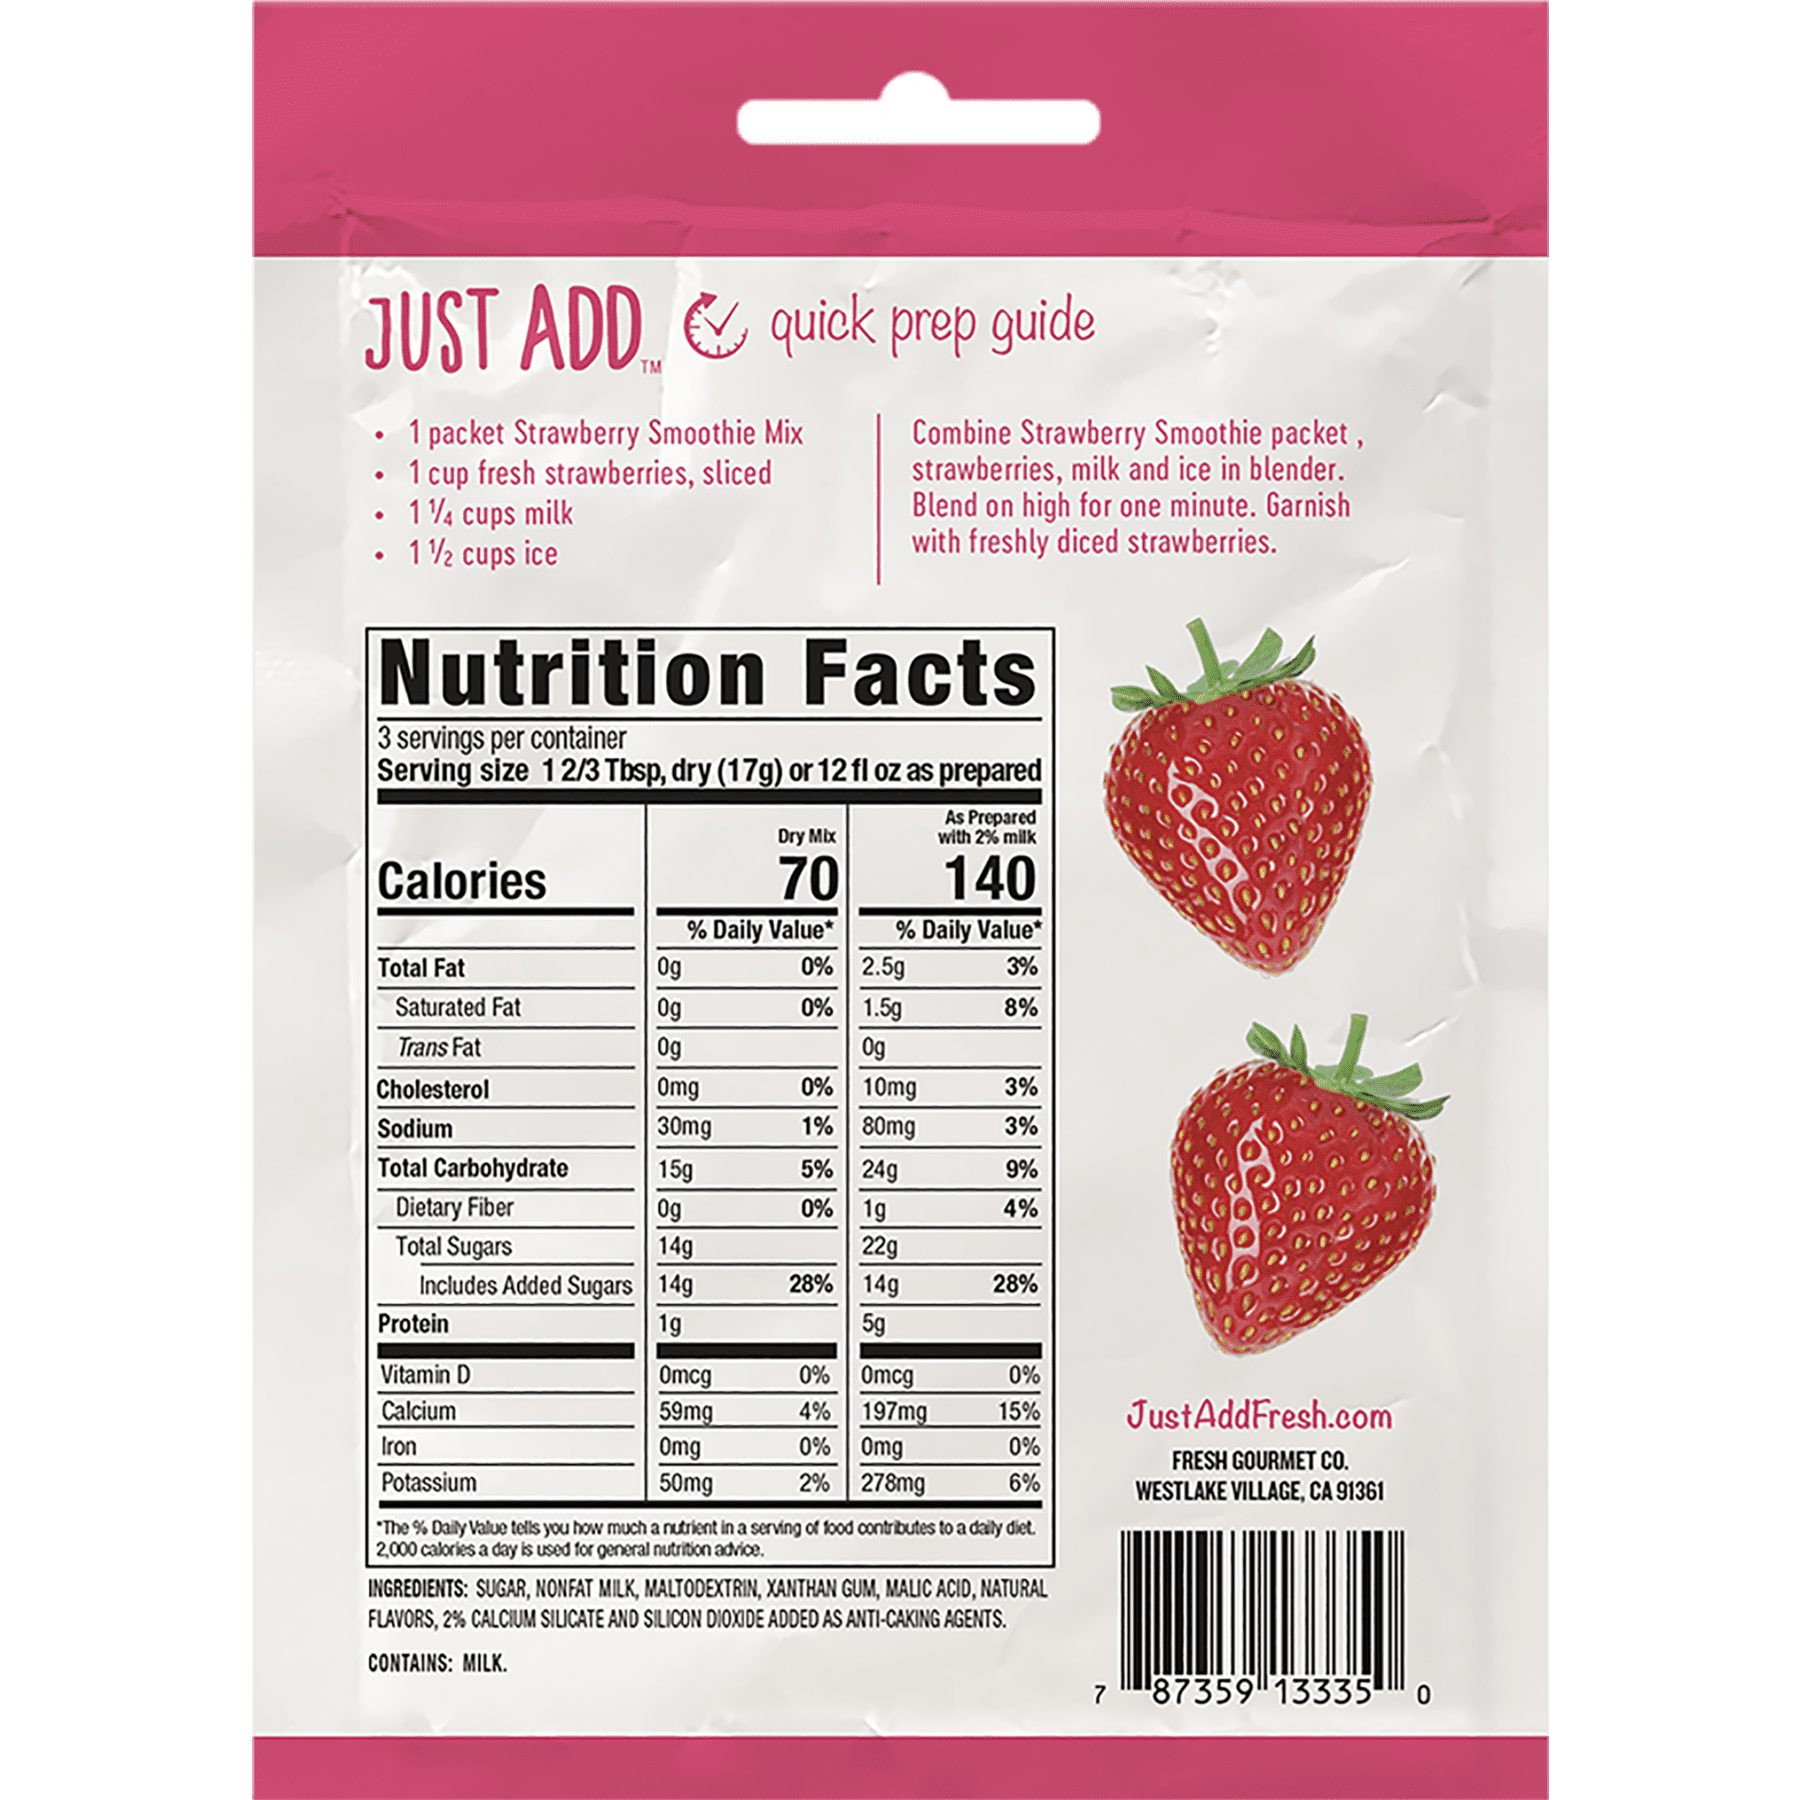 JUST ADD™ quick prep guide
• 1 packet Strawberry Smoothie Mix
• 1 cup fresh strawberries, sliced
• 1 1/4 cups milk
• 1 1/2 cups ice
Combine Strawberry Smoothie packet ,
strawberries, milk and ice in blender.
Blend on high for one minute. Garnish
with freshly diced strawberries.
Nutrition Facts
3 servings per container
Serving size 1 2/3 Tbsp, dry (17g) or 12 fl oz as prepared
Dry Mix As Prepared
with 2% milk
Calories 70 140
% Daily Value* % Daily Value*
Total Fat 0g 0% 2.5g 3%
Saturated Fat 0g 0% 1.5g 8%
Trans Fat 0g 0g
Cholesterol 0mg 0% 10mg 3%
Sodium 30mg 1% 80mg 3%
Total Carbohydrate 15g 5% 24g 9%
Dietary Fiber 0g 0% 1g 4%
Total Sugars 14g 22g
Includes Added Sugars 14g 28% 14g 28%
Protein 1g 5g
Vitamin D 0mcg 0% 0mcg 0%
Calcium 59mg 4% 197mg 15%
Iron 0mg 0% 0mg 0%
Potassium 50mg 2% 278mg 6%
*The % Daily Value tells you how much a nutrient in a serving of food contributes to a daily diet.
2,000 calories a day is used for general nutrition advice.
INGREDIENTS: SUGAR, NONFAT MILK, MALTODEXTRIN, XANTHAN GUM, MALIC ACID, NATURAL
FLAVORS, 2% CALCIUM SILICATE AND SILICON DIOXIDE ADDED AS ANTI-CAKING AGENTS.
CONTAINS: MILK.
JustAddFresh.com
FRESH GOURMET CO.
WESTLAKE VILLAGE, CA 91361
7 87359 13335 0